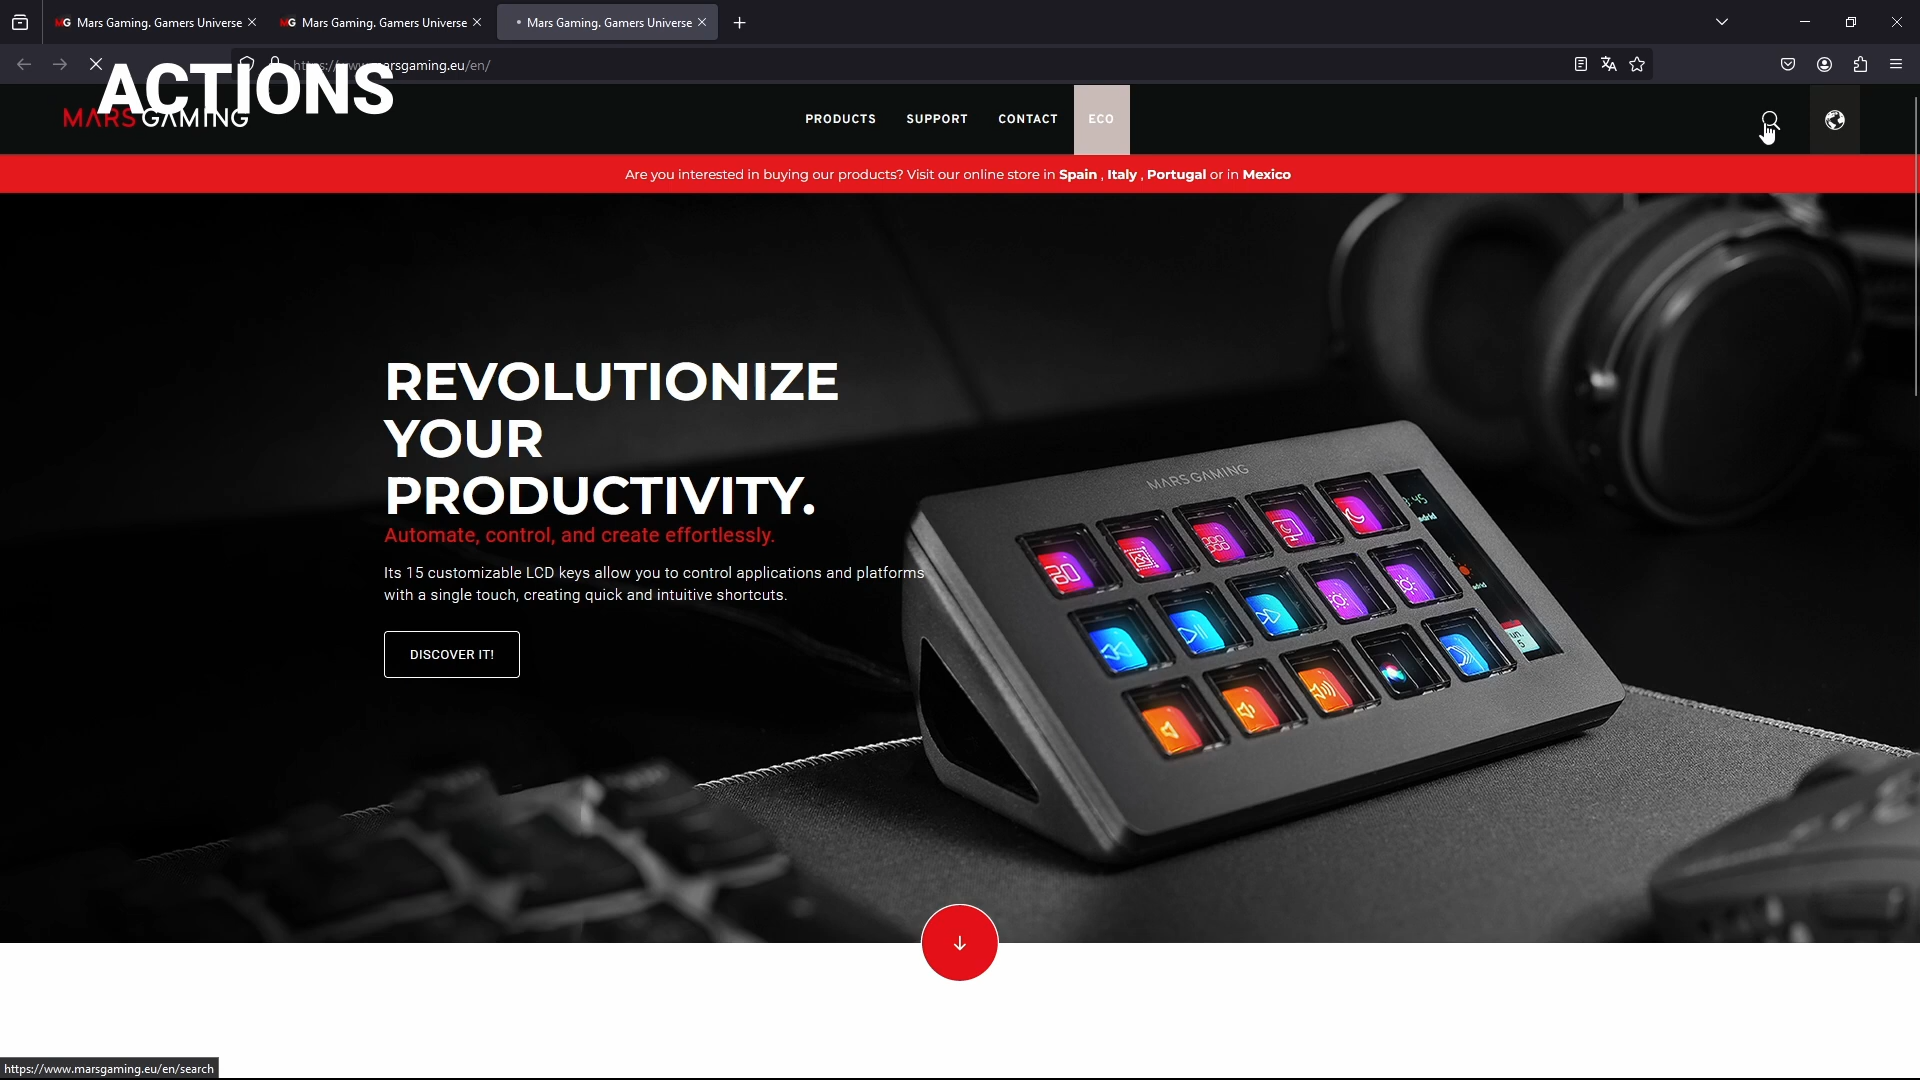 Mars Gaming. Gamers Universe
Mars Gaming. Gamers Universe
Mars Gaming. Gamers Universe
https://www.marsgaming.eu/en/
ACTIONS
MARS GAMING
PRODUCTS
SUPPORT
CONTACT
ECO
Are you interested in buying our products? Visit our online store in Spain , Italy , Portugal or in Mexico
REVOLUTIONIZE
YOUR
PRODUCTIVITY.
Automate, control, and create effortlessly.
Its 15 customizable LCD keys allow you to control applications and platforms
with a single touch, creating quick and intuitive shortcuts.
DISCOVER IT!
MARS GAMING
https://www.marsgaming.eu/en/search